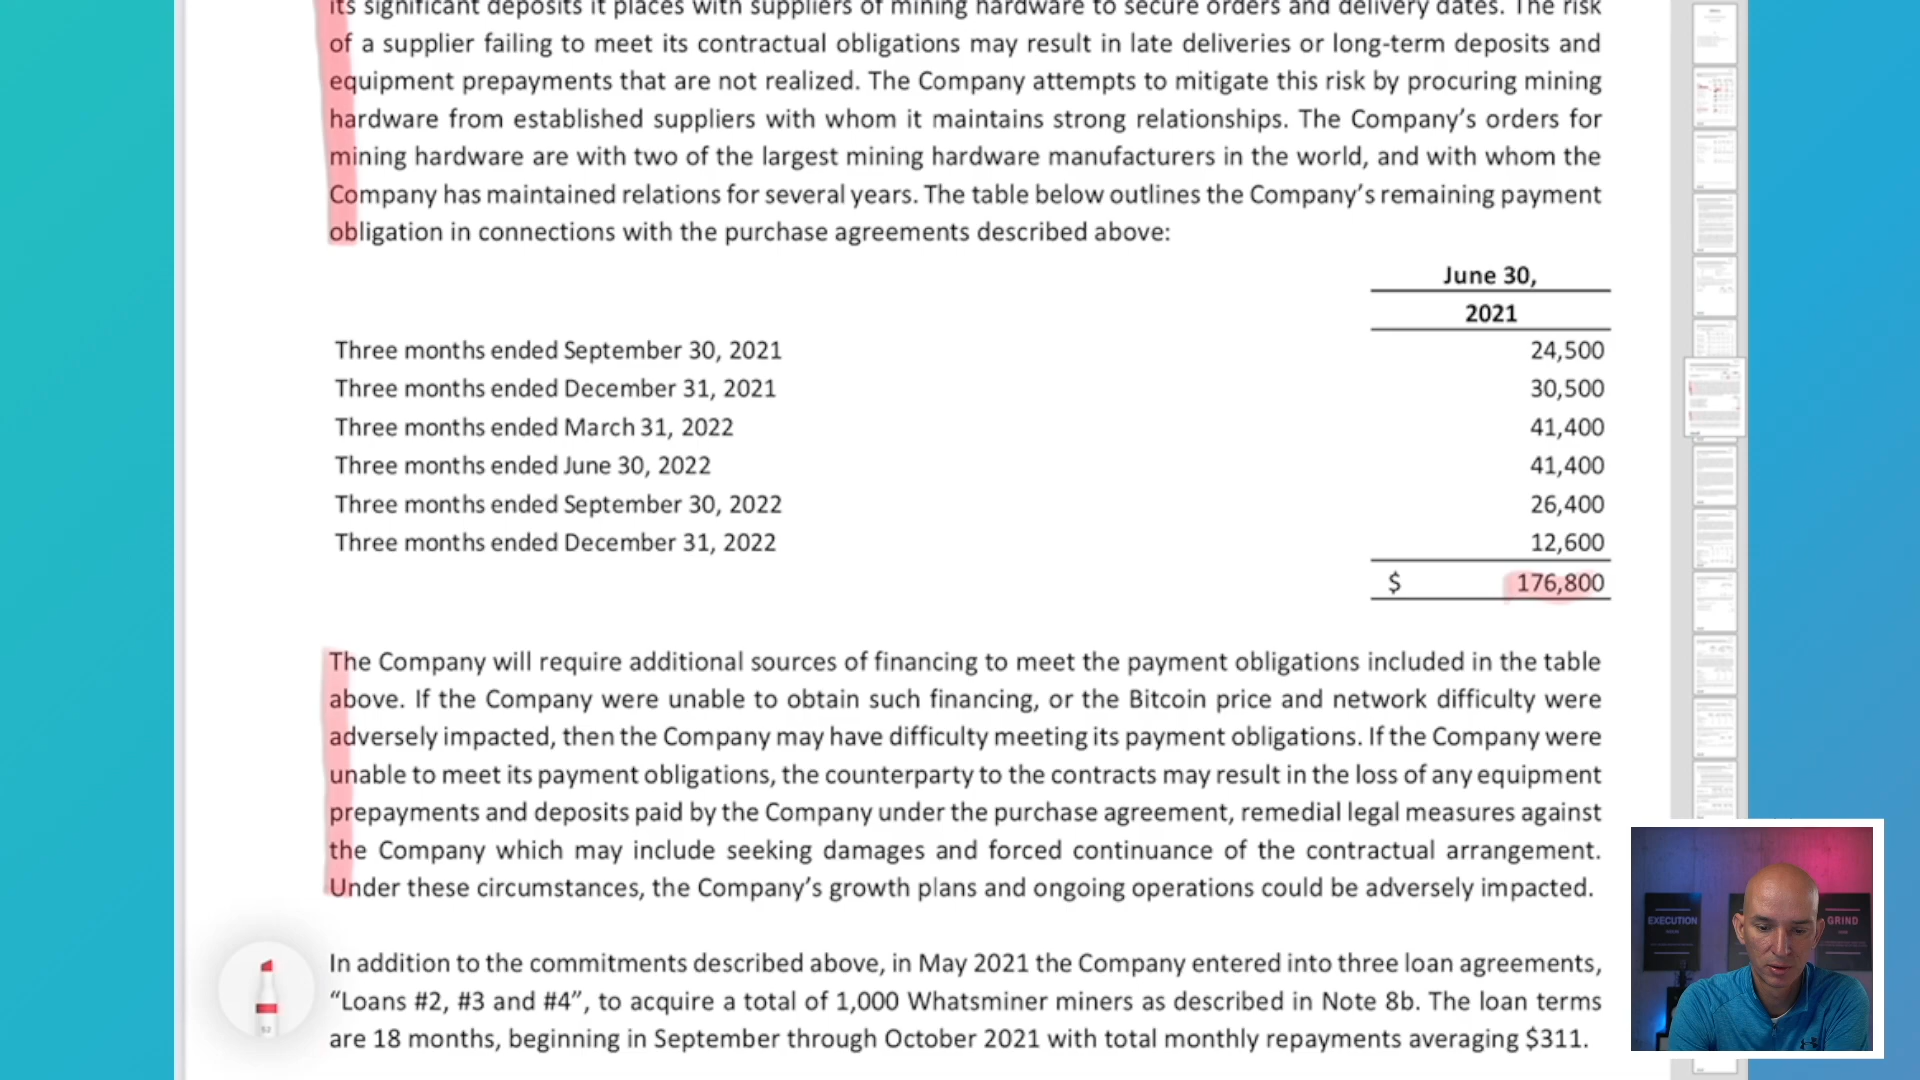 its significant deposits it places with suppliers of mining hardware to secure orders and delivery dates. The risk
of a supplier failing to meet its contractual obligations may result in late deliveries or long-term deposits and
equipment prepayments that are not realized. The Company attempts to mitigate this risk by procuring mining
hardware from established suppliers with whom it maintains strong relationships. The Company’s orders for
mining hardware are with two of the largest mining hardware manufacturers in the world, and with whom the
Company has maintained relations for several years. The table below outlines the Company’s remaining payment
obligation in connections with the purchase agreements described above:
June 30,
2021
Three months ended September 30, 2021 24,500
Three months ended December 31, 2021 30,500
Three months ended March 31, 2022 41,400
Three months ended June 30, 2022 41,400
Three months ended September 30, 2022 26,400
Three months ended December 31, 2022 12,600
$ 176,800
The Company will require additional sources of financing to meet the payment obligations included in the table
above. If the Company were unable to obtain such financing, or the Bitcoin price and network difficulty were
adversely impacted, then the Company may have difficulty meeting its payment obligations. If the Company were
unable to meet its payment obligations, the counterparty to the contracts may result in the loss of any equipment
prepayments and deposits paid by the Company under the purchase agreement, remedial legal measures against
the Company which may include seeking damages and forced continuance of the contractual arrangement.
Under these circumstances, the Company’s growth plans and ongoing operations could be adversely impacted.
In addition to the commitments described above, in May 2021 the Company entered into three loan agreements,
“Loans #2, #3 and #4”, to acquire a total of 1,000 Whatsminer miners as described in Note 8b. The loan terms
are 18 months, beginning in September through October 2021 with total monthly repayments averaging $311.
52
EXECUTION
GRIND